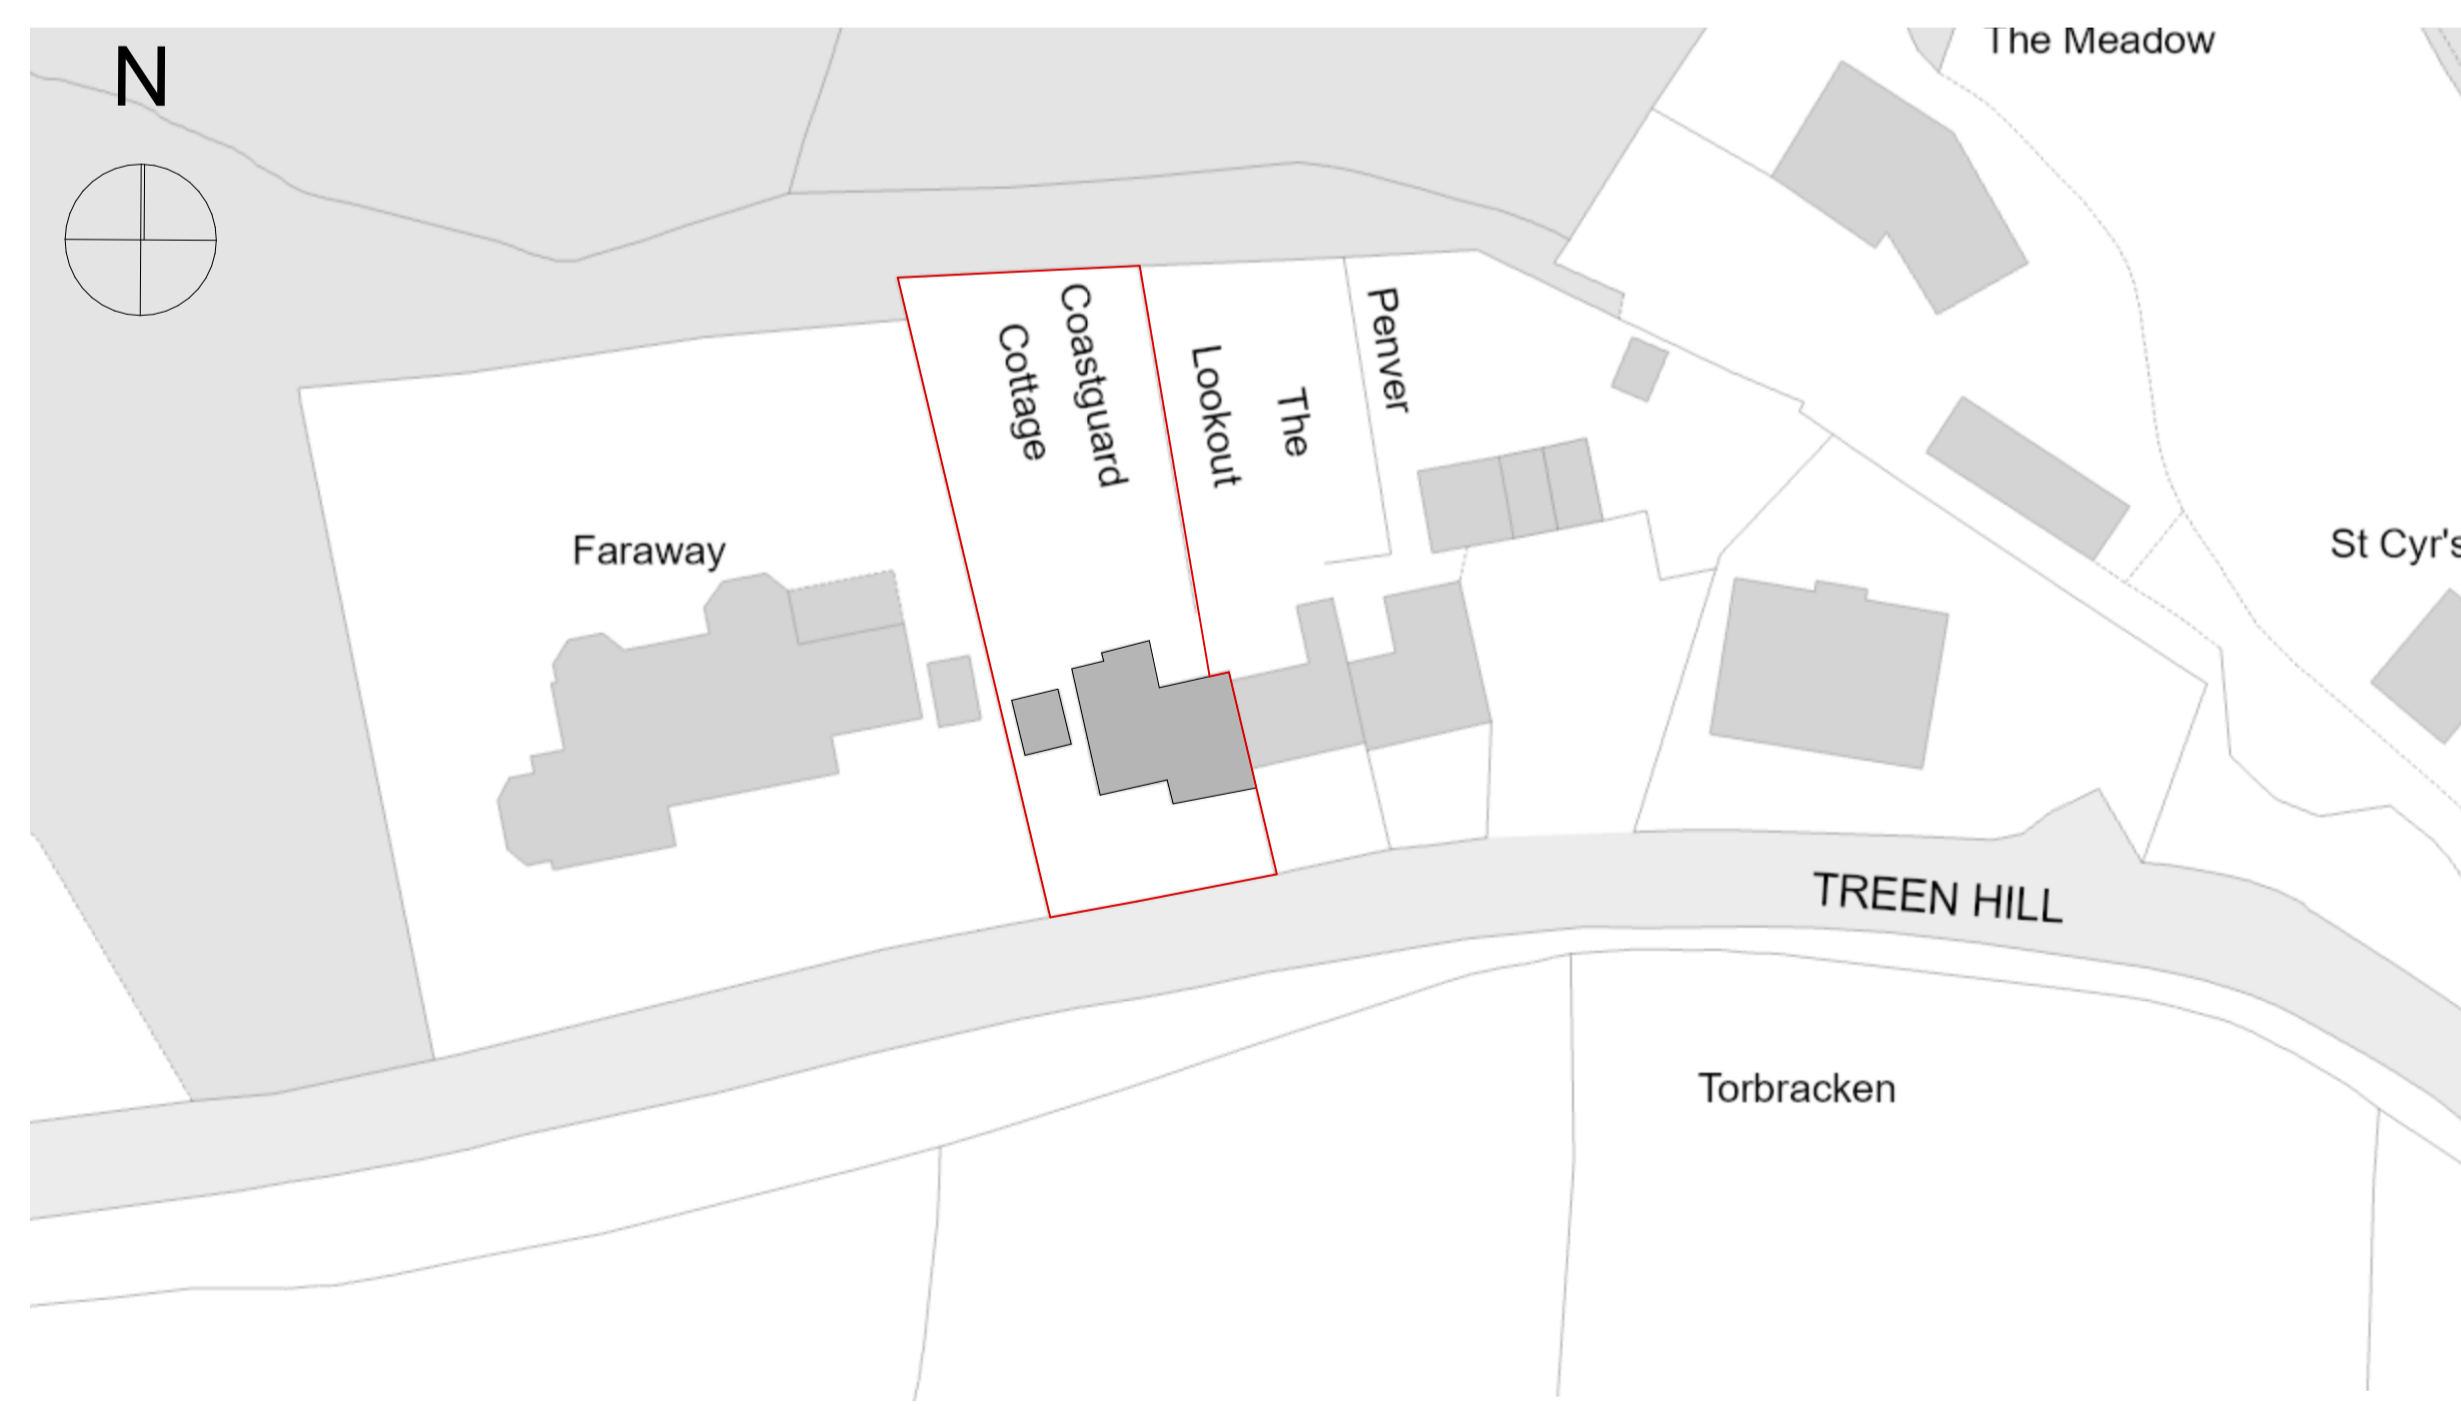 The Meadow
N
Coastguard
Cottage
The
Lookout
Penver
Faraway
St Cyr's
TREEN HILL
Torbracken